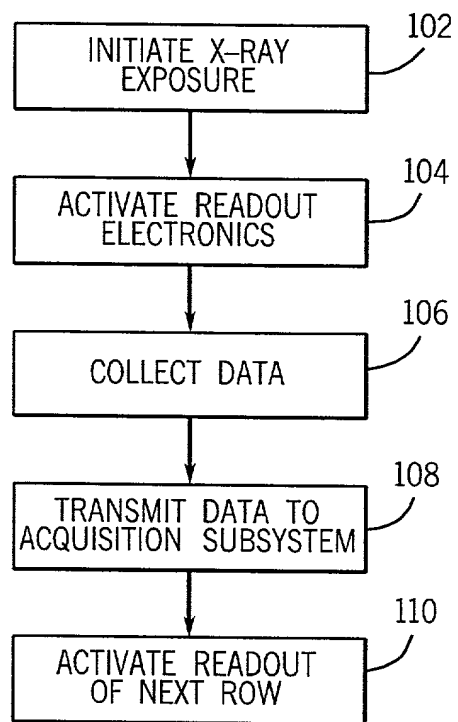 102
INITIATE X-RAY
EXPOSURE
104
ACTIVATE READOUT
ELECTRONICS
106
COLLECT DATA
108
TRANSMIT DATA TO
ACQUISITION SUBSYSTEM
110
ACTIVATE READOUT
OF NEXT ROW